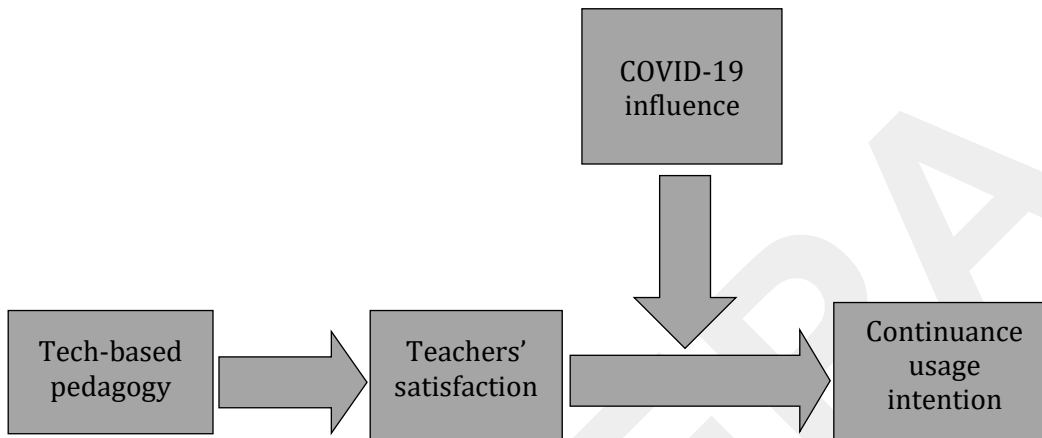 COVID-19
influence
Tech-based
pedagogy
Teachers’
satisfaction
Continuance
usage
intention